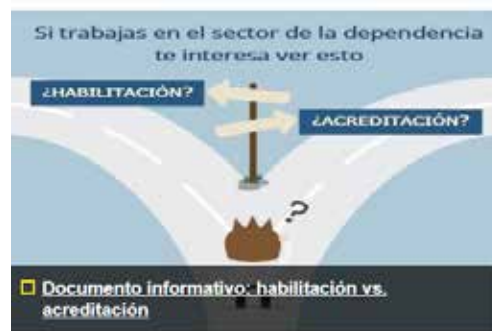 Si trabajas en el sector de la dependencia
te interesa ver esto
¿HABILITACIÓN?
¿ACREDITACIÓN?
?
Documento informativo: habilitación vs.
acreditación